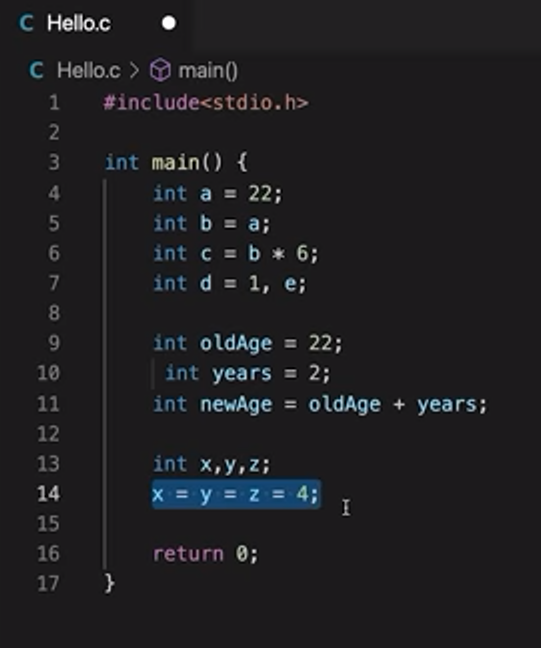 C Hello.c
C Hello.c > main()
1 #include<stdio.h>
2
3 int main() {
4 int a = 22;
5 int b = a;
6 int c = b * 6;
7 int d = 1, e;
8
9 int oldAge = 22;
10 int years = 2;
11 int newAge = oldAge + years;
12
13 int x,y,z;
14 x = y = z = 4;
15
16 return 0;
17 }